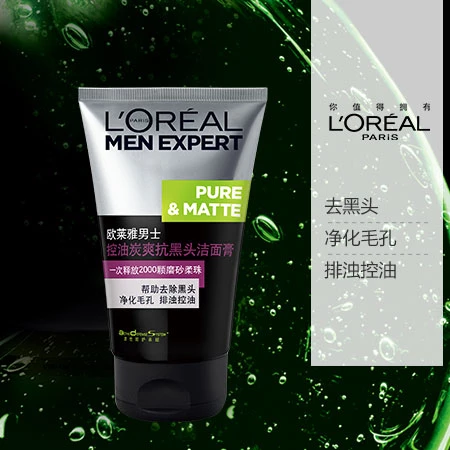 L'ORÉAL
PARIS
MEN EXPERT
PURE
& MATTE
欧莱雅男士
控油炭爽抗黑头洁面膏
一次释放2000颗磨砂柔珠
帮助去除黑头
净化毛孔 排浊控油
你值得拥有
L'ORÉAL
PARIS
去黑头
净化毛孔
排浊控油